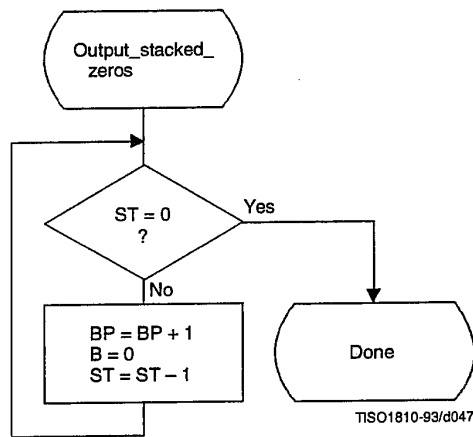 Output_stacked_
zeros
ST = 0
?
Yes
No
BP = BP + 1
B = 0
ST = ST – 1
Done
TISO1810-93/d047